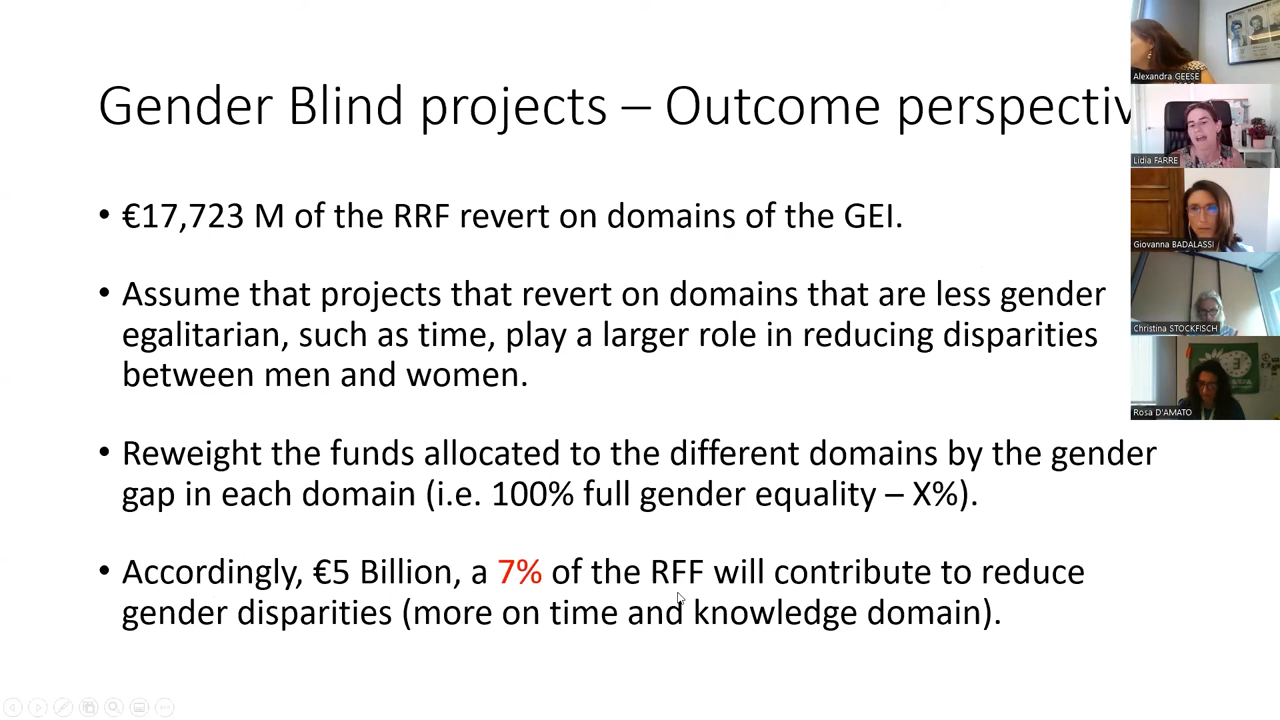 Gender Blind projects – Outcome perspectiv
• €17,723 M of the RRF revert on domains of the GEI.
• Assume that projects that revert on domains that are less gender
egalitarian, such as time, play a larger role in reducing disparities
between men and women.
• Reweight the funds allocated to the different domains by the gender
gap in each domain (i.e. 100% full gender equality – X%).
• Accordingly, €5 Billion, a 7% of the RFF will contribute to reduce
gender disparities (more on time and knowledge domain).
Alexandra GEESE
Lídia FARRE
Giovanna BADALASSI
Christina STOCKFISCH
Rosa D'AMATO